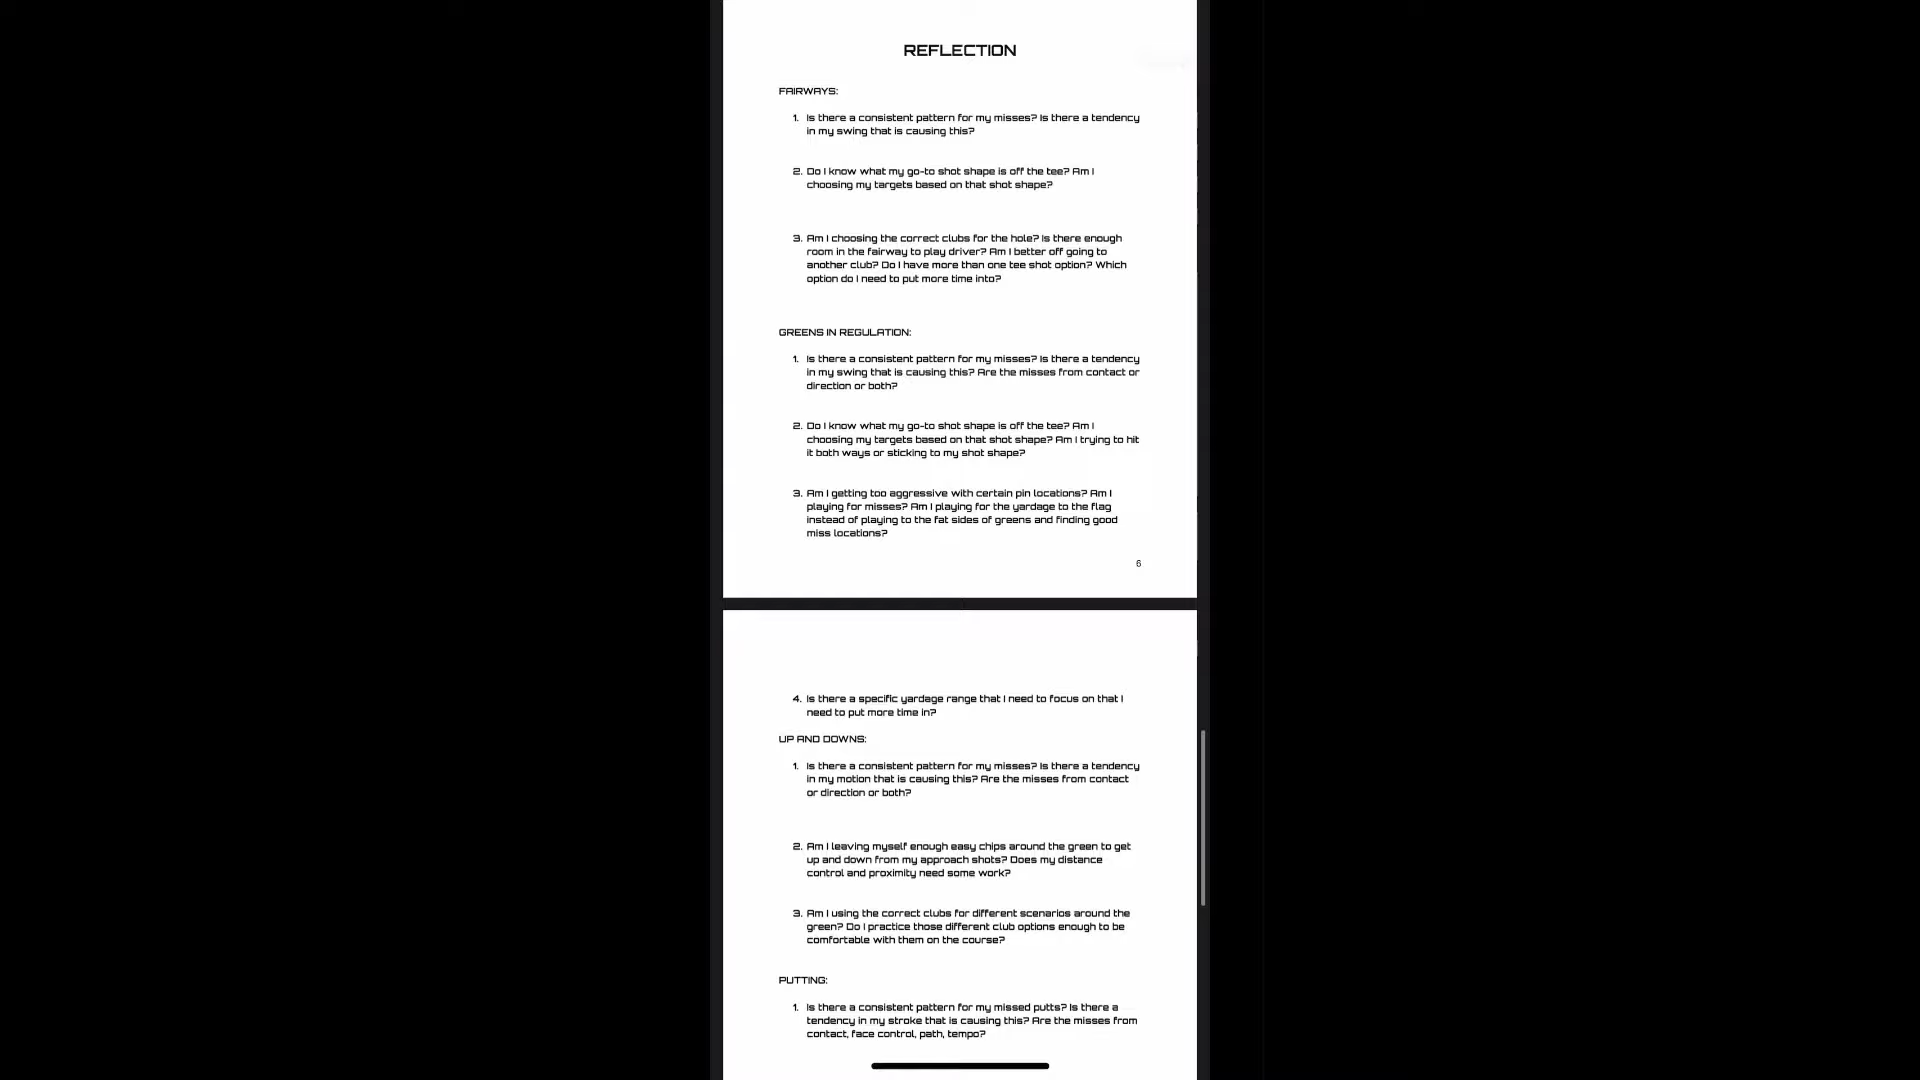 REFLECTION
FAIRWAYS:
1. Is there a consistent pattern for my misses? Is there a tendency
in my swing that is causing this?
2. Do I know what my go-to shot shape is off the tee? Am I
choosing my targets based on that shot shape?
3. Am I choosing the correct clubs for the hole? Is there enough
room in the fairway to play driver? Am I better off going to
another club? Do I have more than one tee shot option? Which
option do I need to put more time into?
GREENS IN REGULATION:
1. Is there a consistent pattern for my misses? Is there a tendency
in my swing that is causing this? Are the misses from contact or
direction or both?
2. Do I know what my go-to shot shape is off the tee? Am I
choosing my targets based on that shot shape? Am I trying to hit
it both ways or sticking to my shot shape?
3. Am I getting too aggressive with certain pin locations? Am I
playing for misses? Am I playing for the yardage to the flag
instead of playing to the fat sides of greens and finding good
miss locations?
6
4. Is there a specific yardage range that I need to focus on that I
need to put more time in?
UP AND DOWNS:
1. Is there a consistent pattern for my misses? Is there a tendency
in my motion that is causing this? Are the misses from contact
or direction or both?
2. Am I leaving myself enough easy chips around the green to get
up and down from my approach shots? Does my distance
control and proximity need some work?
3. Am I using the correct clubs for different scenarios around the
green? Do I practice those different club options enough to be
comfortable with them on the course?
PUTTING:
1. Is there a consistent pattern for my missed putts? Is there a
tendency in my stroke that is causing this? Are the misses from
contact, face control, path, tempo?